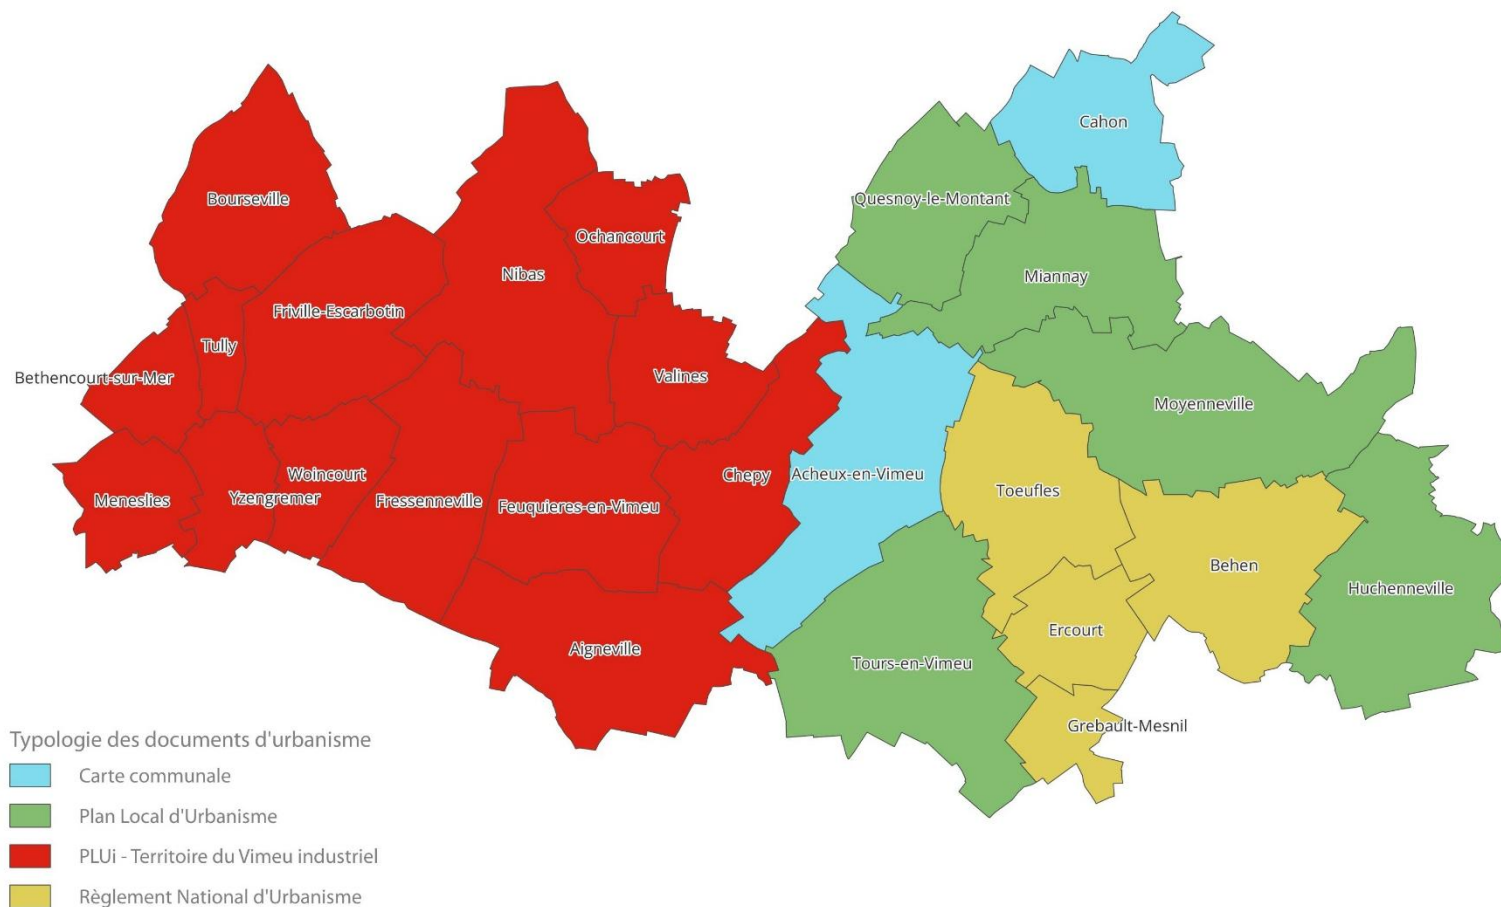 Cahon
Bourseville
Quesnoy-le-Montant
Ochancourt
Nibas
Miannay
Friville-Escarbotin
Tully
Bethencourt-sur-Mer
Valines
Moyenneville
Chepy
Acheux-en-Vimeu
Woincourt
Toeufles
Meneslies
Yzengremer
Fressenneville
Feuquieres-en-Vimeu
Behen
Huchenneville
Ercourt
Aigneville
Tours-en-Vimeu
Grebault-Mesnil
Typologie des documents d'urbanisme
Carte communale
Plan Local d'Urbanisme
PLUi - Territoire du Vimeu industriel
Règlement National d'Urbanisme